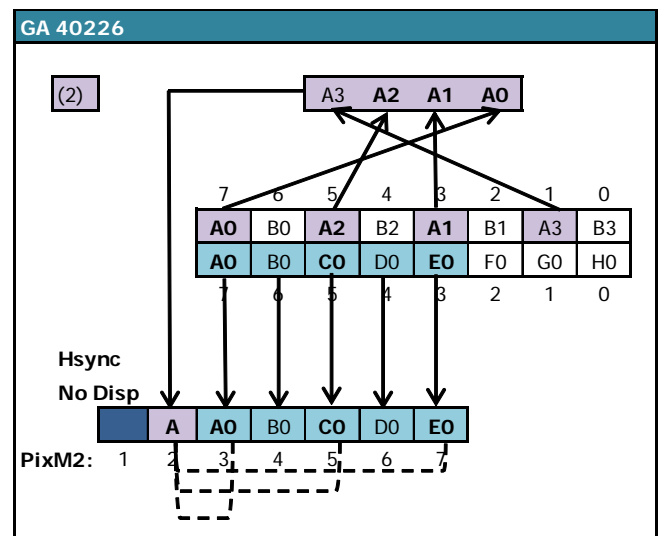 GA 40226
(2) A3 A2 A1 A0
7 6 5 4 3 2 1 0
A0 B0 A2 B2 A1 B1 A3 B3
A0 B0 C0 D0 E0 F0 G0 H0
7 6 5 4 3 2 1 0
Hsync
No Disp
A A0 B0 C0 D0 E0
PixM2: 1 2 3 4 5 6 7